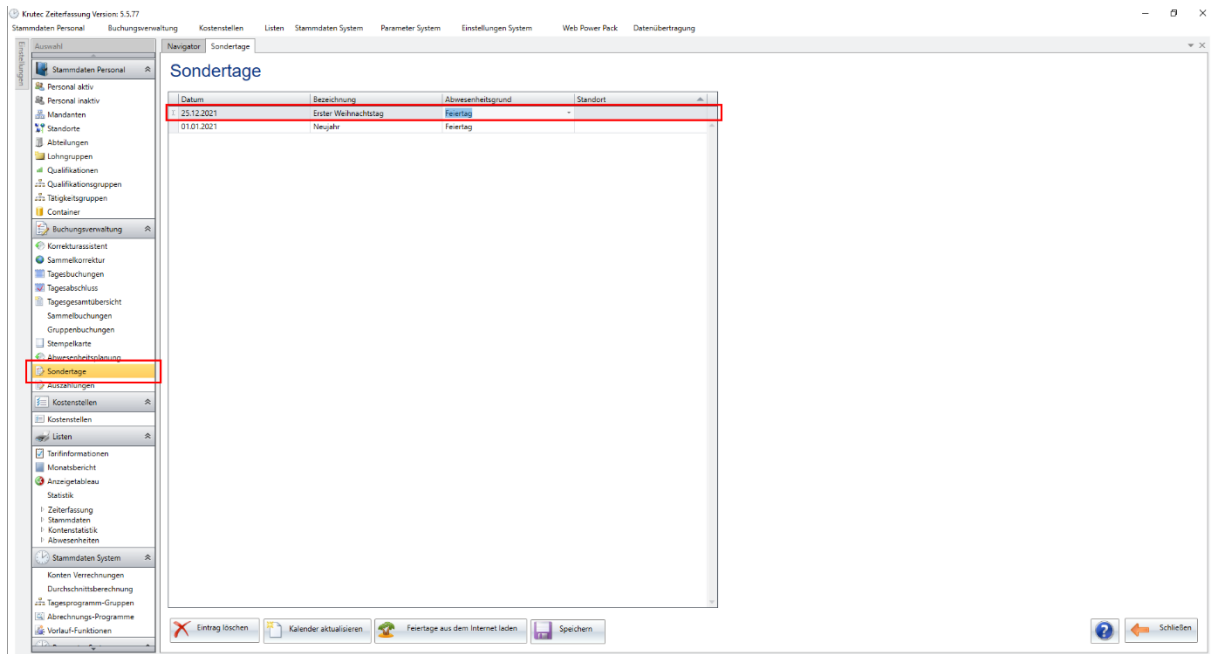 Krutec Zeiterfassung Version: 5.5.77
Stammdaten Personal Buchungsverwaltung Kostenstellen Listen Stammdaten System Parameter System Einstellungen System Web Power Pack Datenübertragung
Einstellungen
Auswahl
Navigator Sondertage
Stammdaten Personal
Personal aktiv
Personal inaktiv
Mandanten
Standorte
Abteilungen
Lohngruppen
Qualifikationen
Qualifikationsgruppen
Tätigkeitsgruppen
Container
Buchungsverwaltung
Korrekturassistent
Sammelkorrektur
Tagesbuchungen
Tagesabschluss
Tagesgesamtübersicht
Sammelbuchungen
Gruppenbuchungen
Stempelkarte
Abwesenheitsplanung
Sondertage
Auszahlungen
Kostenstellen
Kostenstellen
Listen
Tarifinformationen
Monatsbericht
Anzeigetableau
Statistik
Zeiterfassung
Stammdaten
Kontenstatistik
Abwesenheiten
Stammdaten System
Konten Verrechnungen
Durchschnittsberechnung
Tagesprogramm-Gruppen
Abrechnungs-Programme
Vorlauf-Funktionen
Sondertage
Datum Bezeichnung Abwesenheitsgrund Standort
25.12.2021 Erster Weihnachtstag Feiertag
01.01.2021 Neujahr Feiertag
Eintrag löschen Kalender aktualisieren Feiertage aus dem Internet laden Speichern Schließen